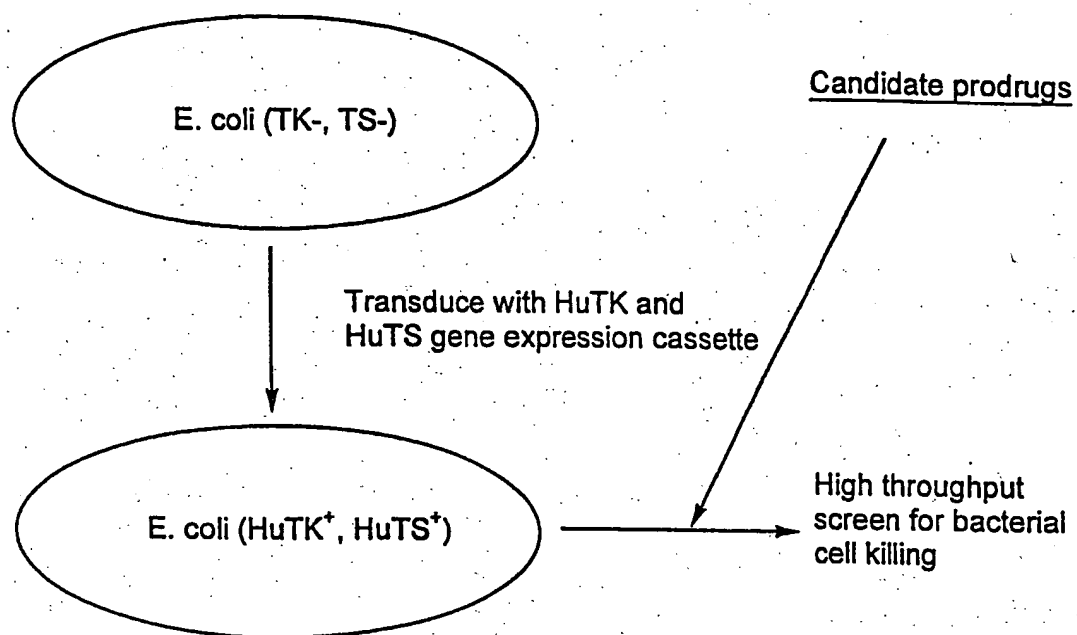 E. coli (TK-, TS-)
Candidate prodrugs
Transduce with HuTK and
HuTS gene expression cassette
E. coli (HuTK⁺, HuTS⁺)
High throughput
screen for bacterial
cell killing